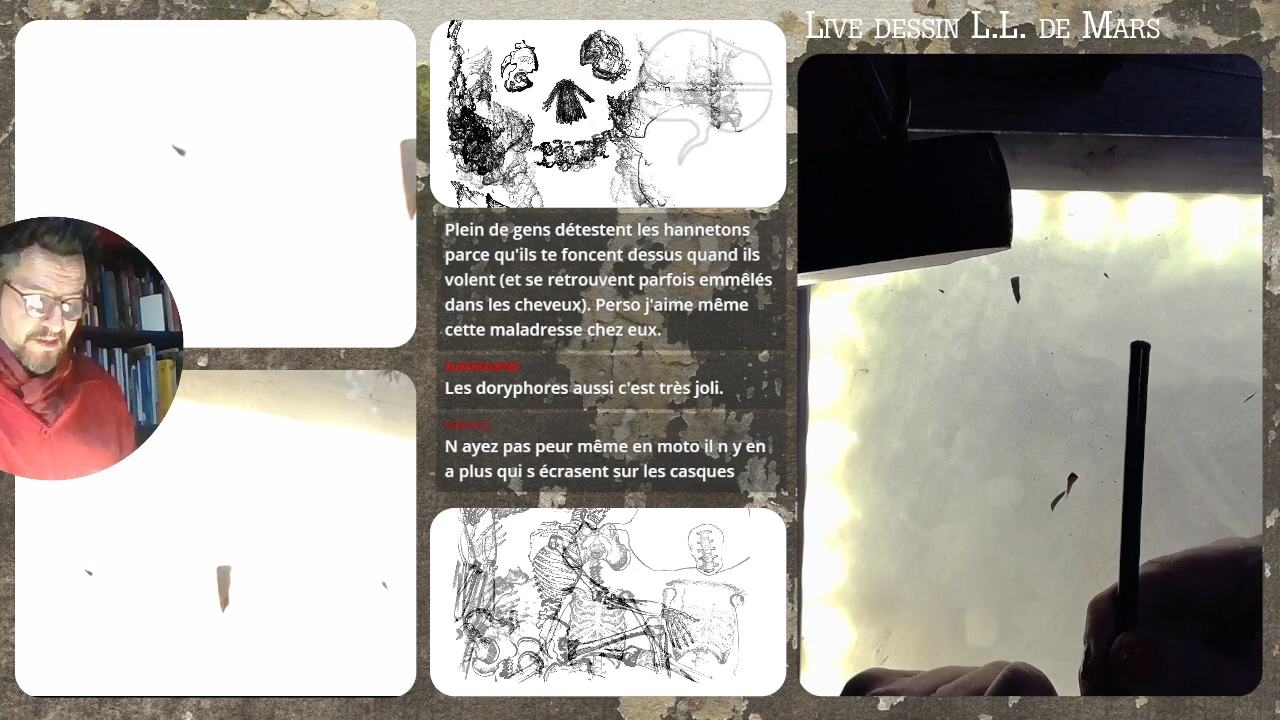 Live dessin L.L. de Mars
Plein de gens détestent les hannetons
parce qu'ils te foncent dessus quand ils
volent (et se retrouvent parfois emmêlés
dans les cheveux). Perso j'aime même
cette maladresse chez eux.
Les doryphores aussi c'est très joli.
N ayez pas peur même en moto il n y en
a plus qui s écrasent sur les casques